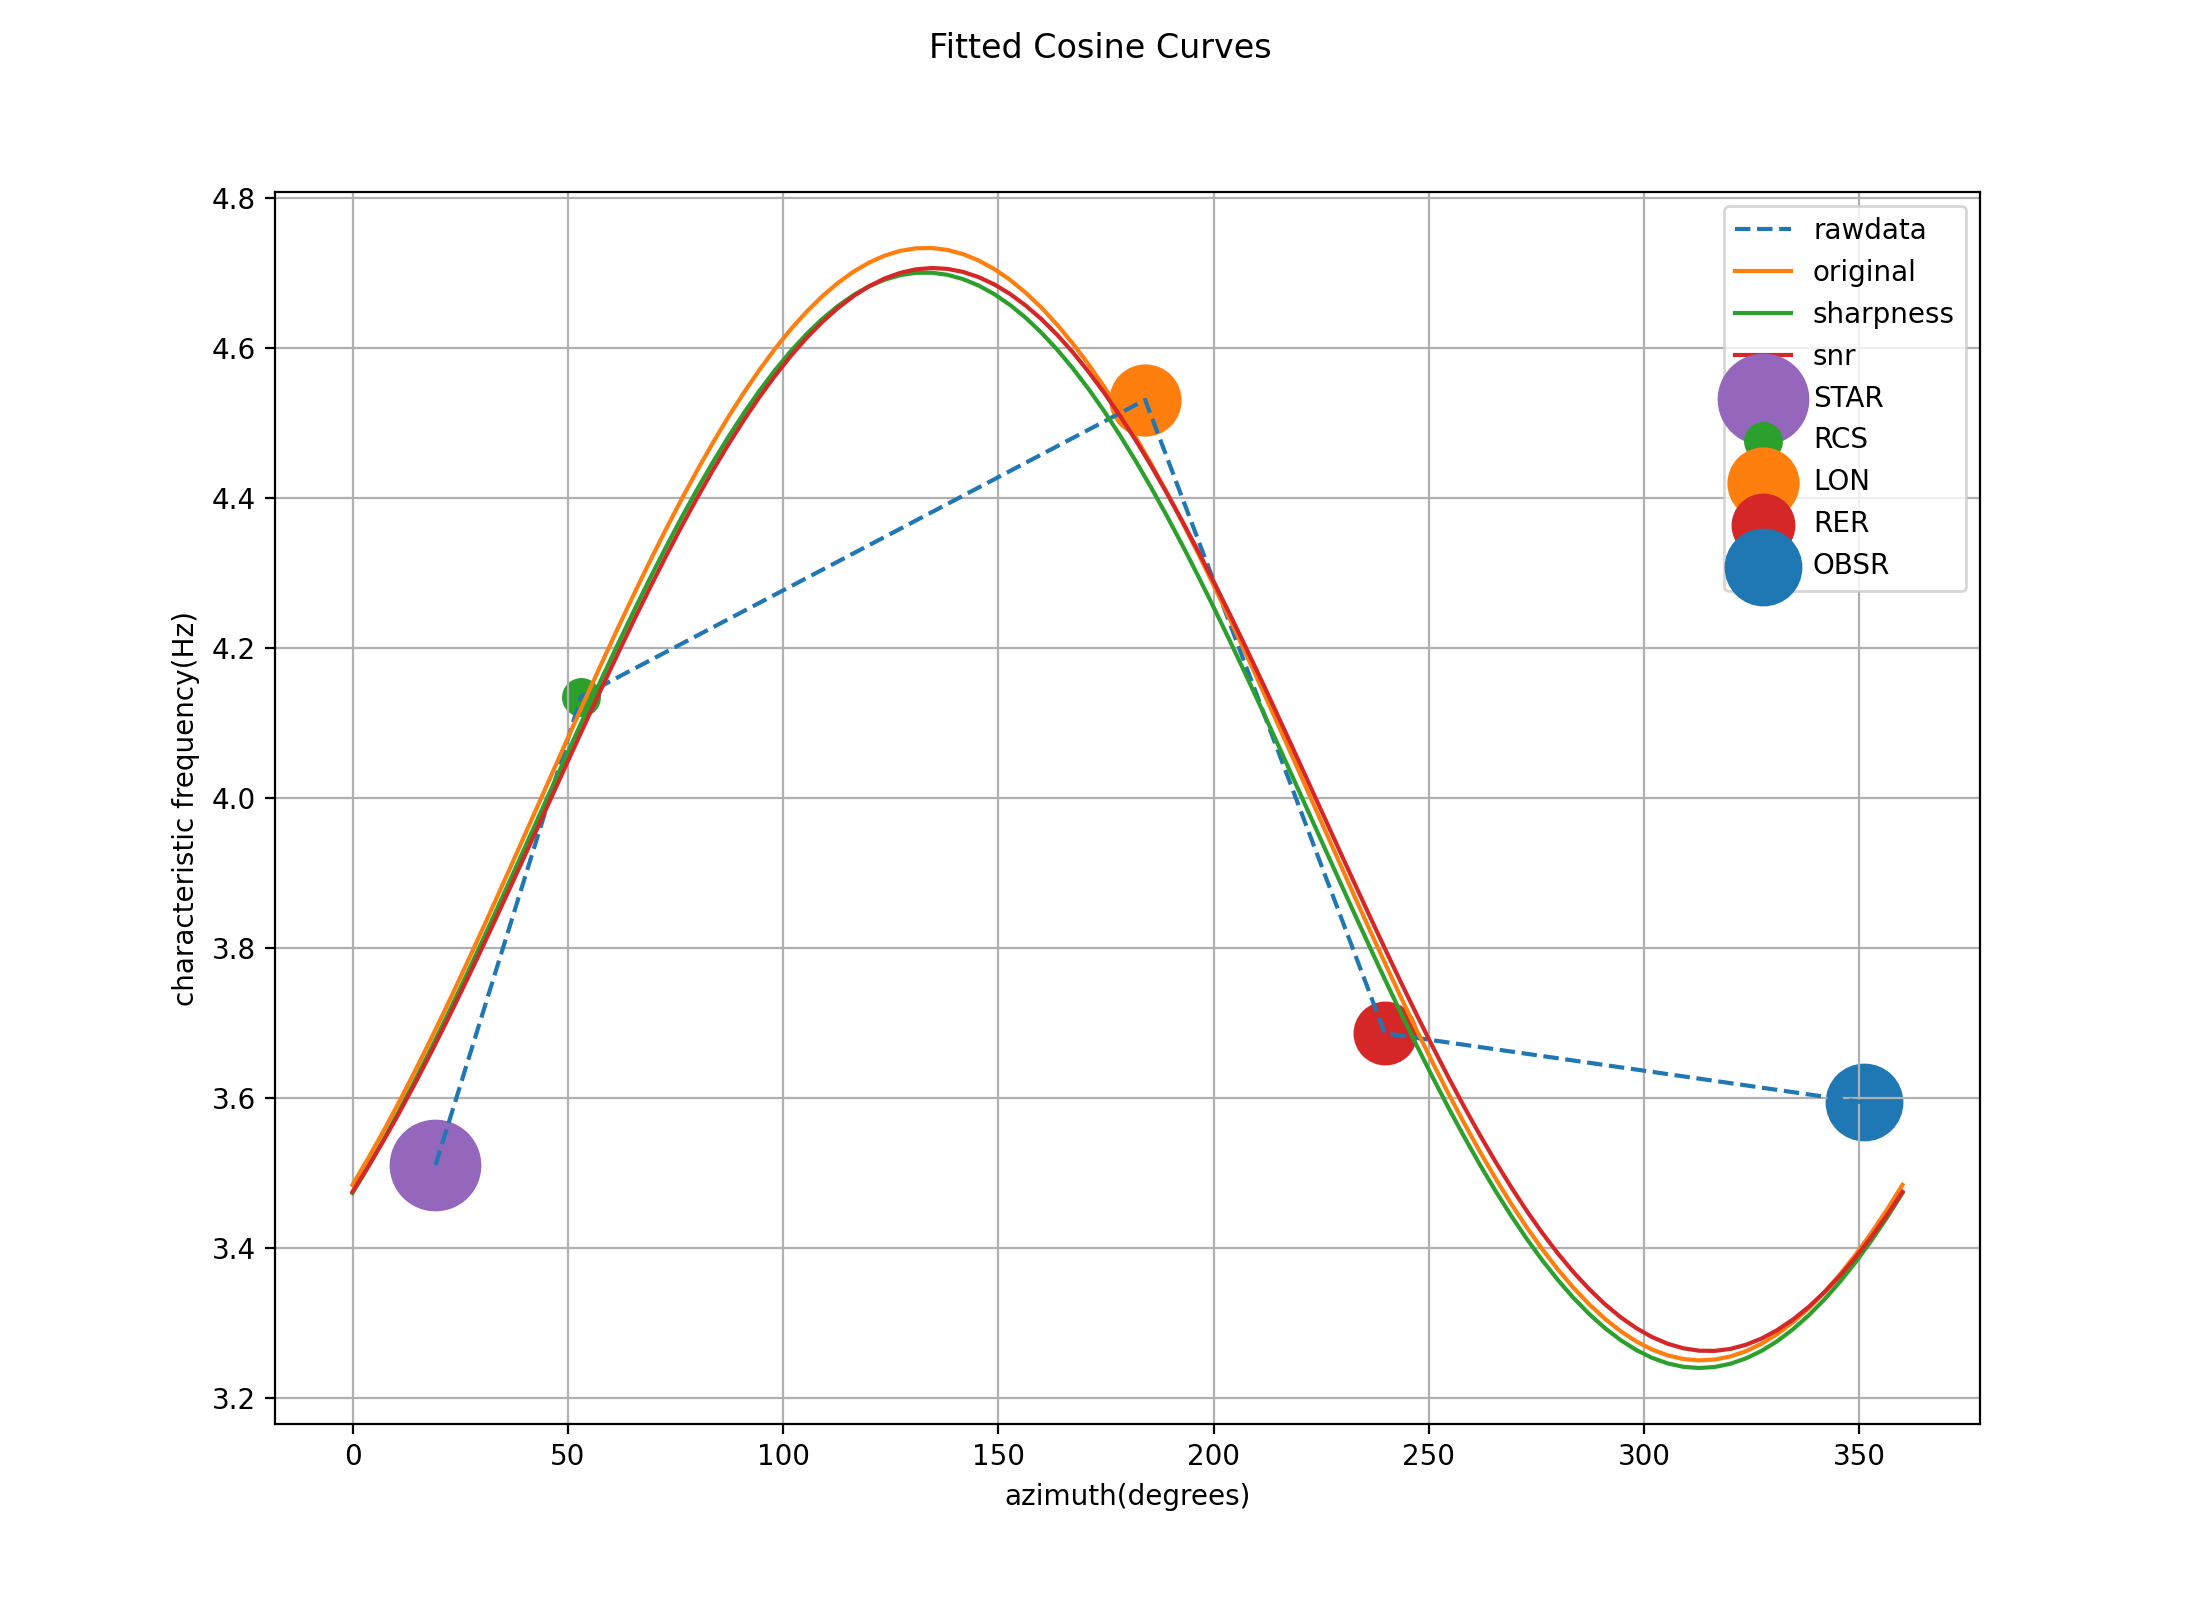 Fitted Cosine Curves
4.8
4.6
4.4
4.2
4.0
3.8
3.6
3.4
3.2
characteristic frequency(Hz)
rawdata
original
sharpness
snr
STAR
RCS
LON
RER
OBSR
0 50 100 150 200 250 300 350
azimuth(degrees)